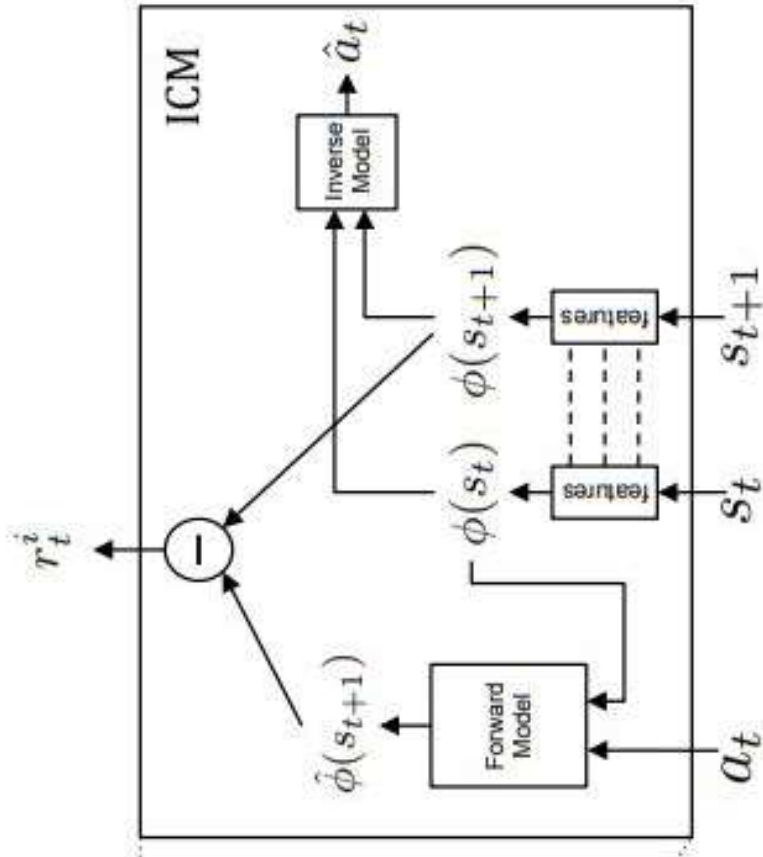 r_t^i
ICM
â_t
Inverse
Model
ϕ̂(s_{t+1})
ϕ(s_t)
ϕ(s_{t+1})
Forward
Model
features
features
a_t
s_t
s_{t+1}